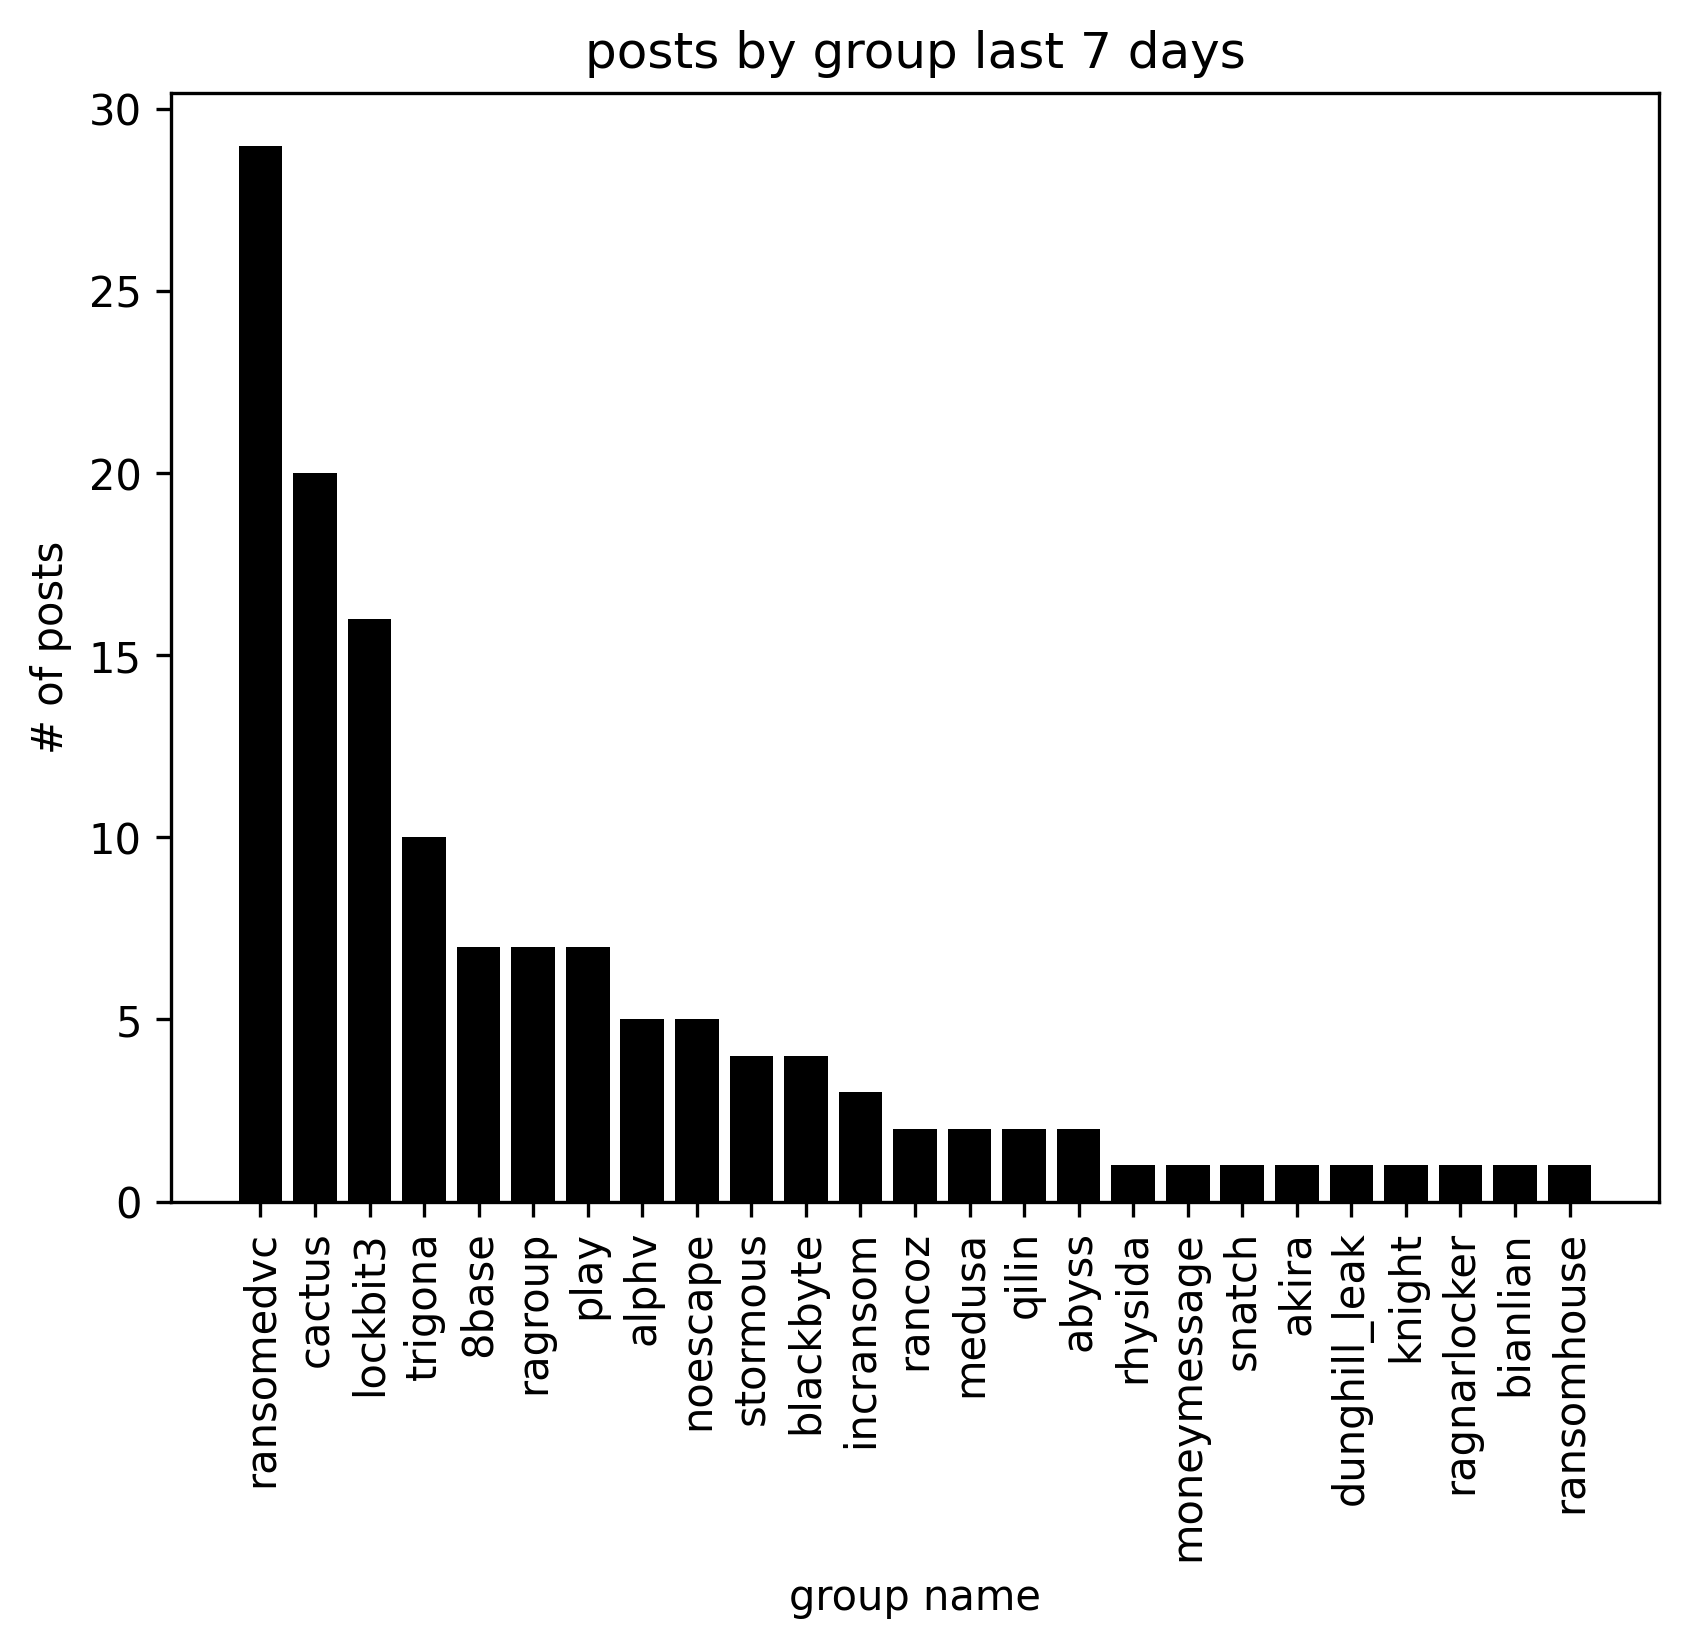 posts by group last 7 days
30
25
20
15
10
5
0
# of posts
ransomedvc
cactus
lockbit3
trigona
8base
ragroup
play
alphv
noescape
stormous
blackbyte
incransom
rancoz
medusa
qilin
abyss
rhysida
moneymessage
snatch
akira
dunghill_leak
knight
ragnarlocker
bianlian
ransomhouse
group name